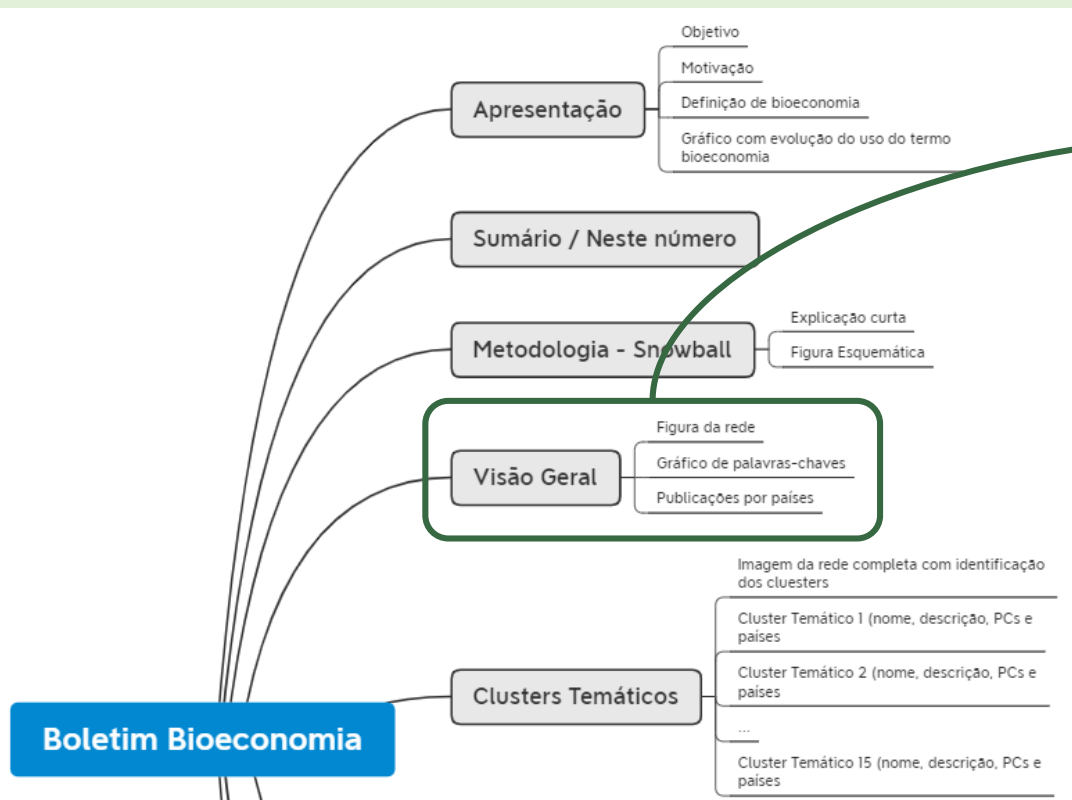 Objetivo
Motivação
Apresentação
Definição de bioeconomia
Gráfico com evolução do uso do termo
bioeconomia
Sumário / Neste número
Metodologia - Snowball
Explicação curta
Figura Esquemática
Visão Geral
Figura da rede
Gráfico de palavras-chaves
Publicações por países
Clusters Temáticos
Imagem da rede completa com identificação
dos cluesters
Cluster Temático 1 (nome, descrição, PCs e
países
Cluster Temático 2 (nome, descrição, PCs e
países
...
Cluster Temático 15 (nome, descrição, PCs e
países
Boletim Bioeconomia